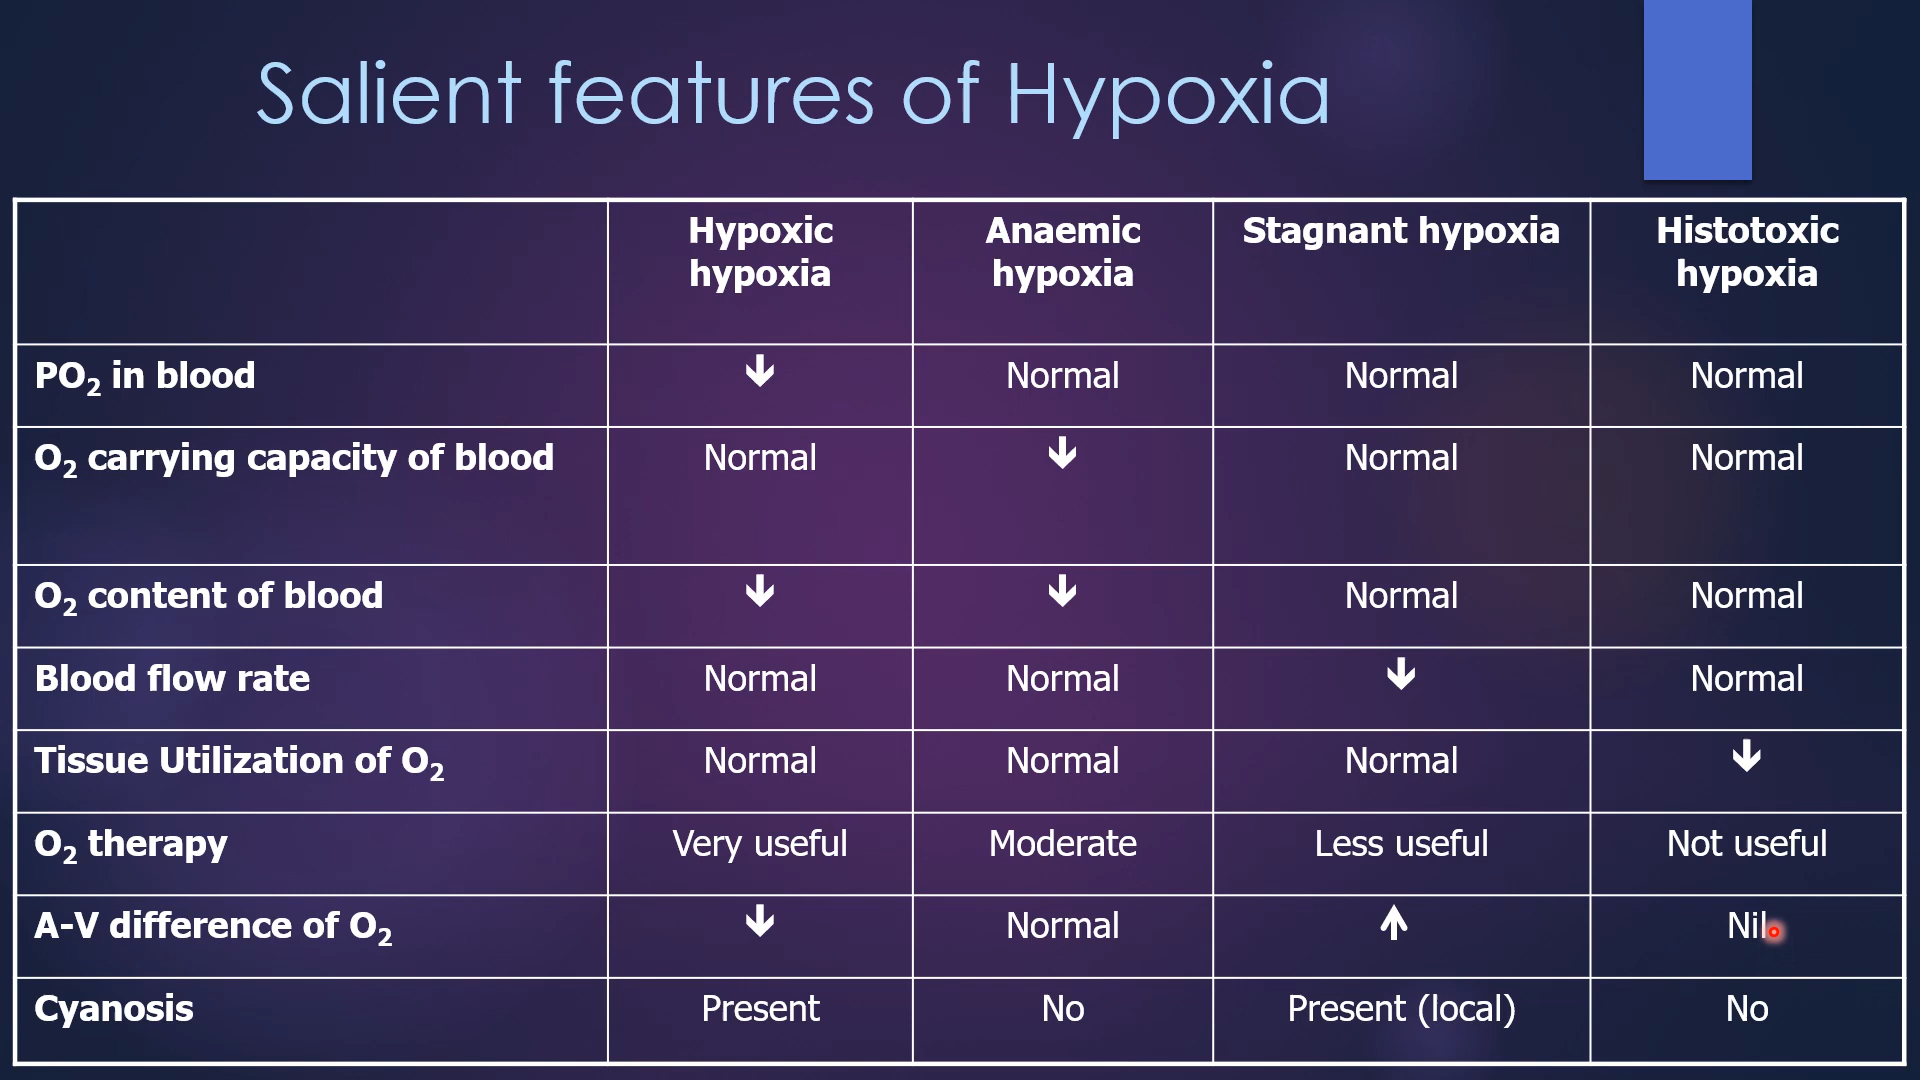 Salient features of Hypoxia
Hypoxic hypoxia Anaemic hypoxia Stagnant hypoxia Histotoxic hypoxia
PO₂ in blood ↓ Normal Normal Normal
O₂ carrying capacity of blood Normal ↓ Normal Normal
O₂ content of blood ↓ ↓ Normal Normal
Blood flow rate Normal Normal ↓ Normal
Tissue Utilization of O₂ Normal Normal Normal ↓
O₂ therapy Very useful Moderate Less useful Not useful
A-V difference of O₂ ↓ Normal ↑ Nil
Cyanosis Present No Present (local) No